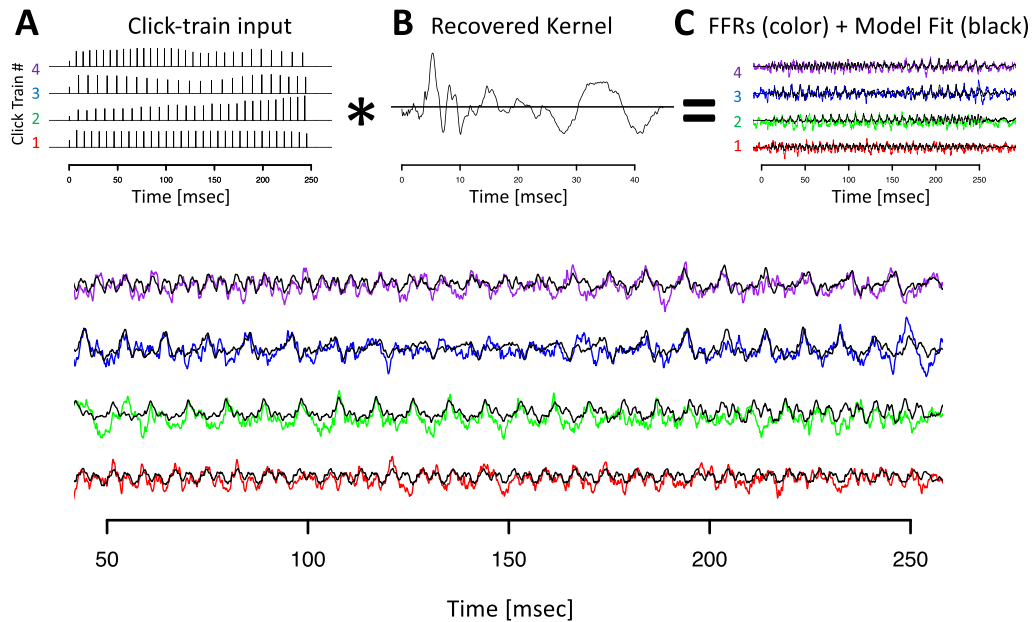 A Click-train input
B Recovered Kernel
C FFRs (color) + Model Fit (black)
Click Train #
4
3
2
1
0 50 100 150 200 250
Time [msec]
*
0 10 20 30 40
Time [msec]
=
4
3
2
1
0 50 100 150 200 250
Time [msec]
50 100 150 200 250
Time [msec]